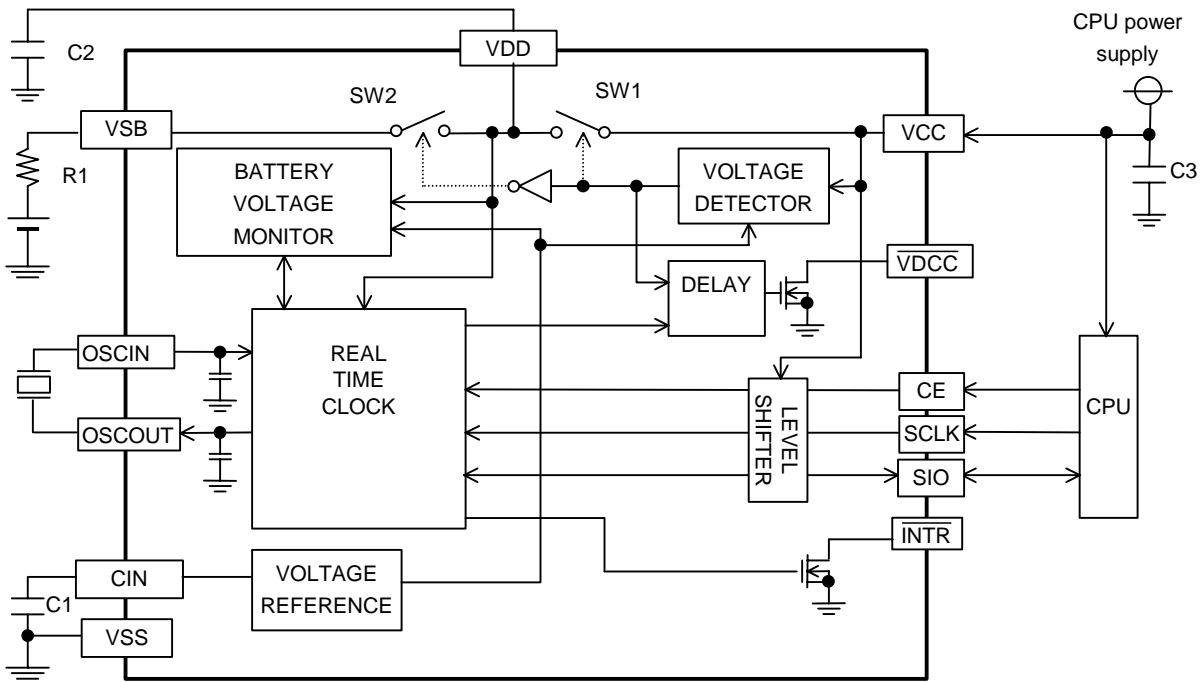 CPU power
supply
C2
VDD
SW2
SW1
VSB
VCC
R1
BATTERY
VOLTAGE
MONITOR
VOLTAGE
DETECTOR
C3
VDCC
DELAY
OSCIN
REAL
TIME
CLOCK
LEVEL
SHIFTER
CE
CPU
OSCOUT
SCLK
SIO
INTR
CIN
VOLTAGE
REFERENCE
C1
VSS